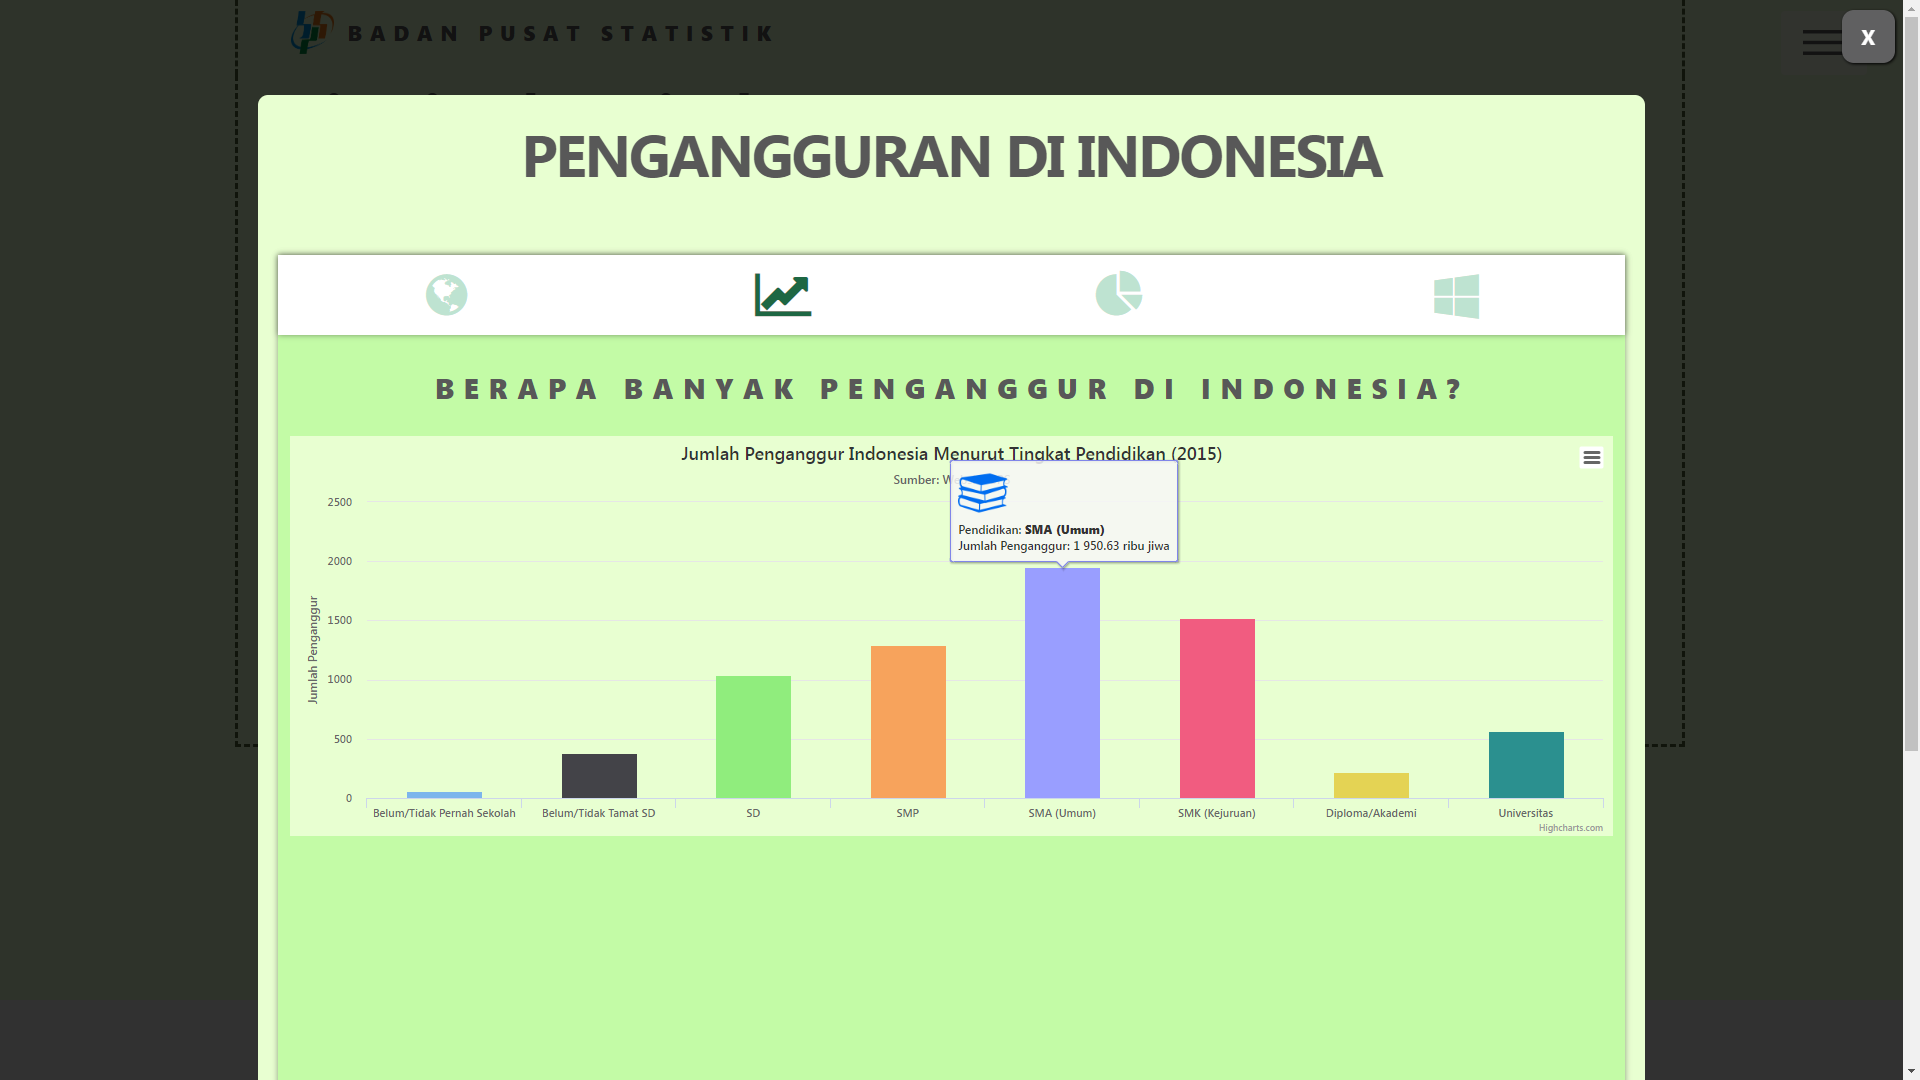 BADAN PUSAT STATISTIK
X
PENGANGGURAN DI INDONESIA
BERAPA BANYAK PENGANGGUR DI INDONESIA?
Jumlah Penganggur Indonesia Menurut Tingkat Pendidikan (2015)
Sumber:
Pendidikan: SMA (Umum)
Jumlah Penganggur: 1 950.63 ribu jiwa
Jumlah Penganggur
2500
2000
1500
1000
500
0
Belum/Tidak Pernah Sekolah
Belum/Tidak Tamat SD
SD
SMP
SMA (Umum)
SMK (Kejuruan)
Diploma/Akademi
Universitas
Highcharts.com